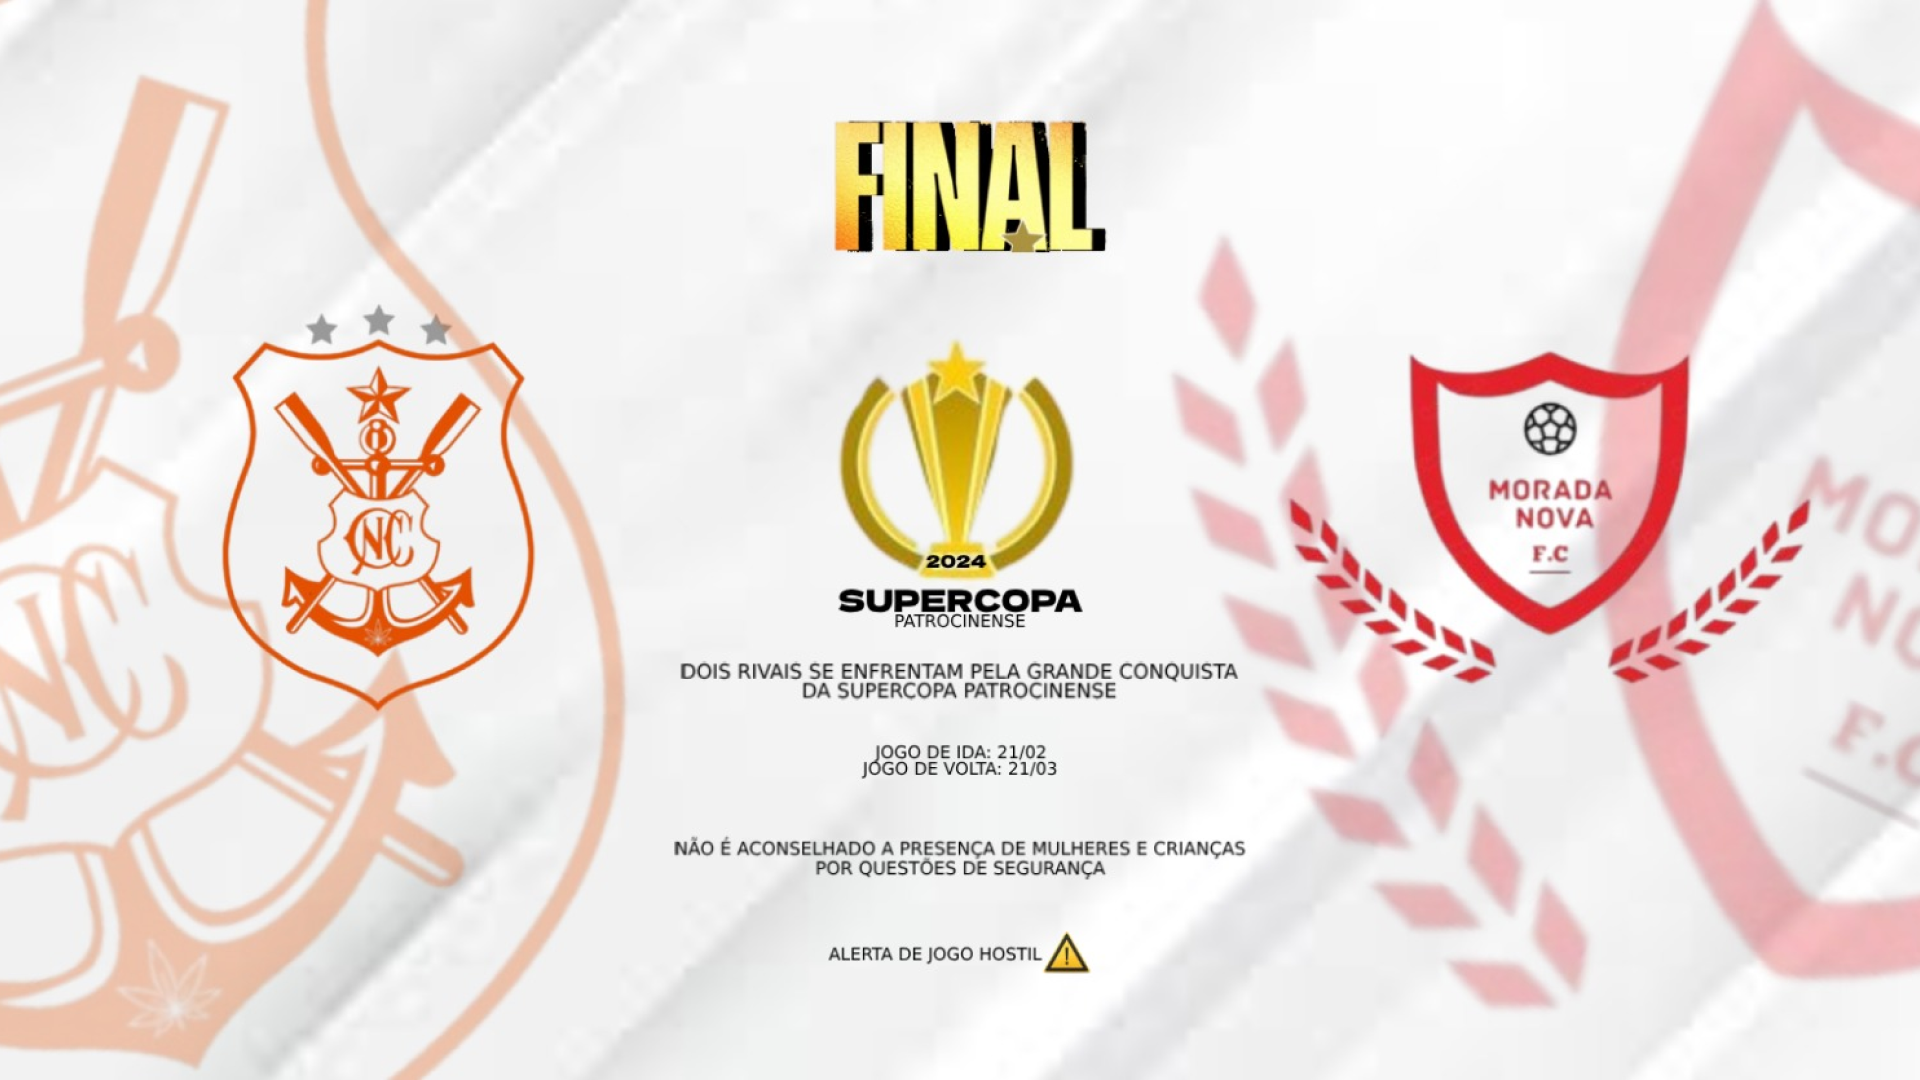 FINAL
CNC
MORADA
NOVA
F.C
2024
SUPERCOPA
PATROCINENSE
DOIS RIVAIS SE ENFRENTAM PELA GRANDE CONQUISTA
DA SUPERCOPA PATROCINENSE
JOGO DE IDA: 21/02
JOGO DE VOLTA: 21/03
NÃO É ACONSELHADO A PRESENÇA DE MULHERES E CRIANÇAS
POR QUESTÕES DE SEGURANÇA
ALERTA DE JOGO HOSTIL